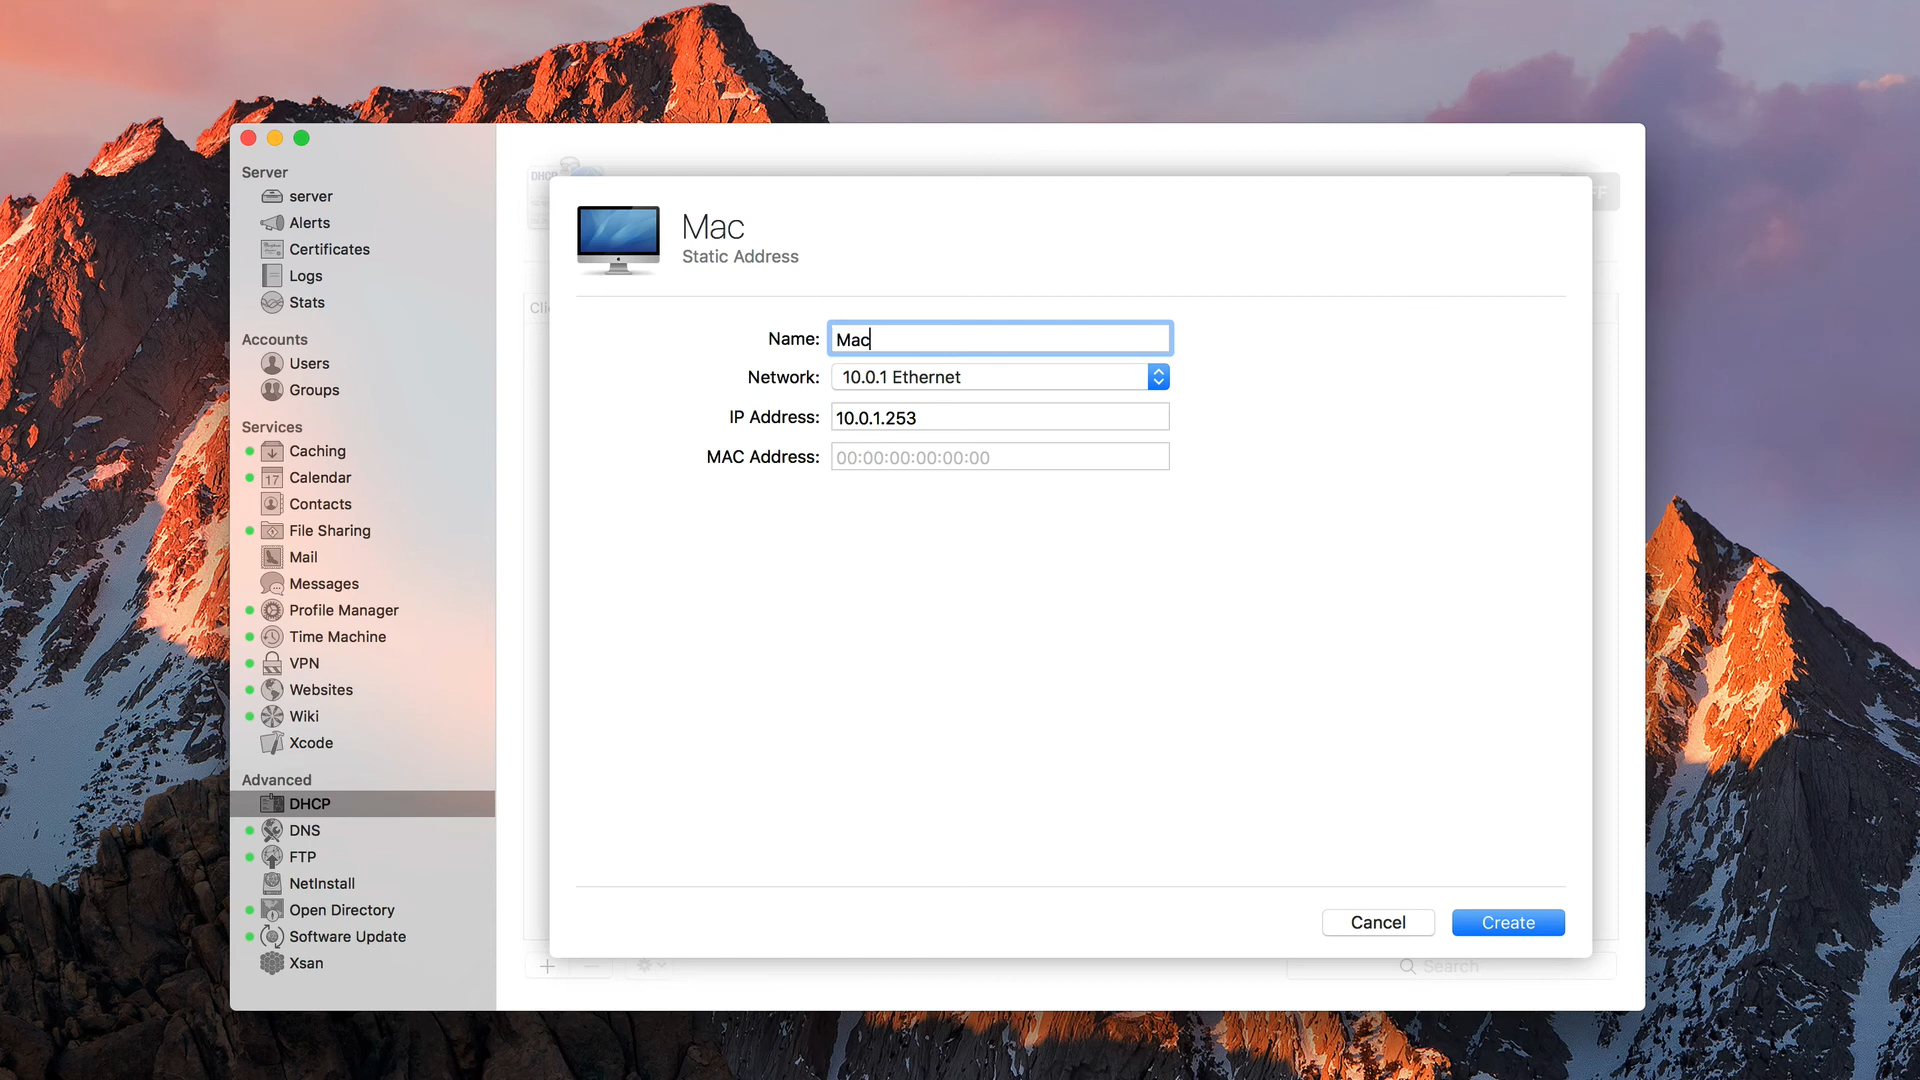 Server
server
Alerts
Certificates
Logs
Stats
Accounts
Users
Groups
Services
Caching
17 Calendar
Contacts
File Sharing
Mail
Messages
Profile Manager
Time Machine
VPN
Websites
Wiki
Xcode
Advanced
DHCP
DNS
FTP
NetInstall
Open Directory
Software Update
Xsan
DHCP
Mac
Static Address
Name: Mac
Network: 10.0.1 Ethernet
IP Address: 10.0.1.253
MAC Address: 00:00:00:00:00:00
Cancel Create
Search